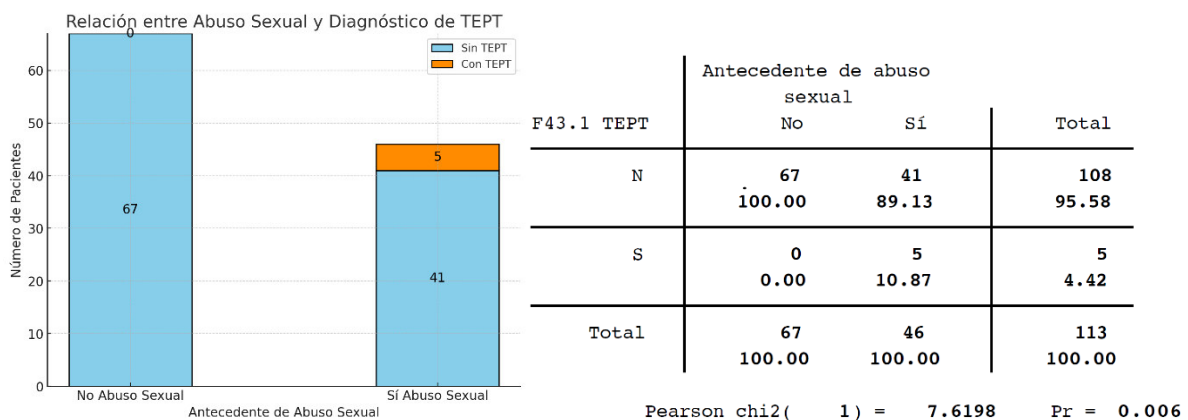 Relación entre Abuso Sexual y Diagnóstico de TEPT
Sin TEPT
Con TEPT
Número de Pacientes
60
50
40
30
20
10
0
0
67
5
41
No Abuso Sexual
Sí Abuso Sexual
Antecedente de Abuso Sexual
Antecedente de abuso
sexual
F43.1 TEPT No Sí Total
N 67 41 108
100.00 89.13 95.58
S 0 5 5
0.00 10.87 4.42
Total 67 46 113
100.00 100.00 100.00
Pearson chi2( 1) = 7.6198 Pr = 0.006